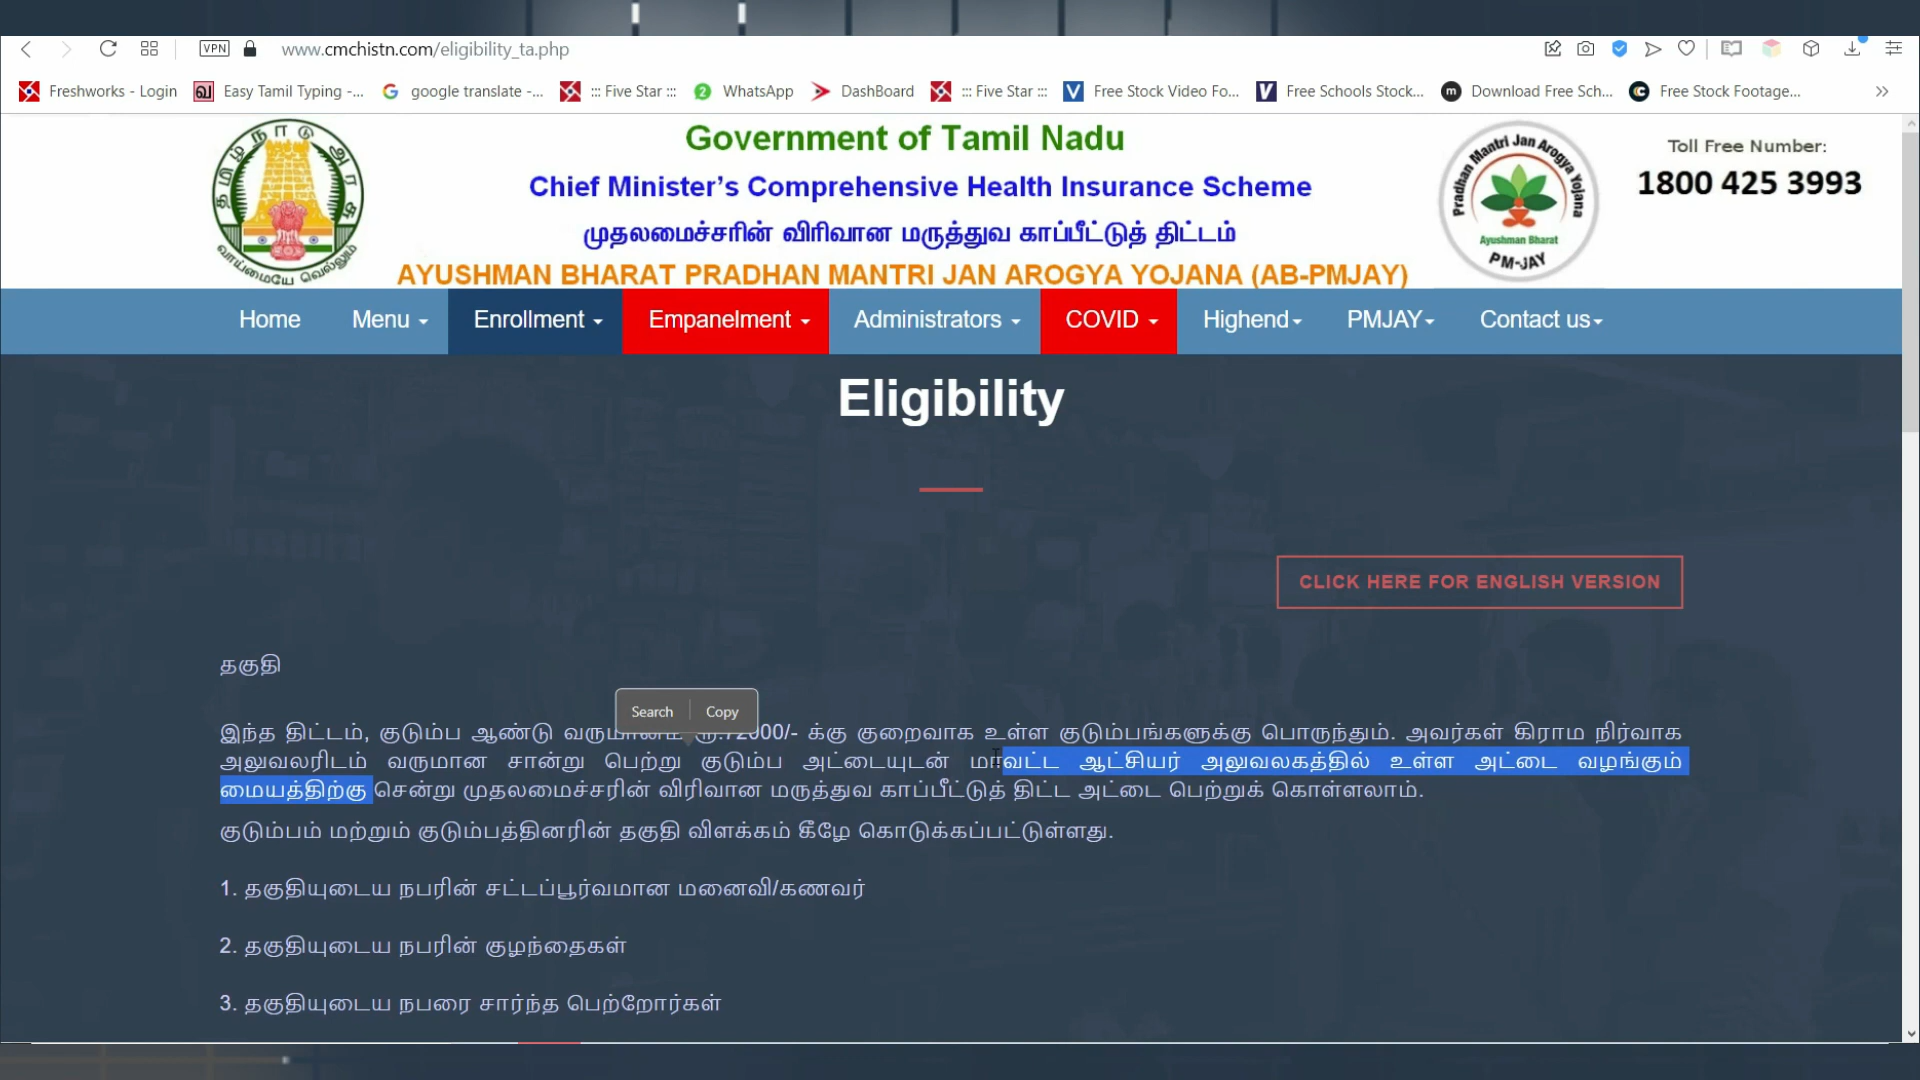 VPN www.cmchistn.com/eligibility_ta.php
Freshworks - Login Easy Tamil Typing -... google translate -... ::: Five Star ::: 2 WhatsApp DashBoard ::: Five Star ::: Free Stock Video Fo... Free Schools Stock... Download Free Sch... Free Stock Footage...
தமிழ்நாடு அரசு
வாய்மையே வெல்லும்
Government of Tamil Nadu
Chief Minister's Comprehensive Health Insurance Scheme
முதலமைச்சரின் விரிவான மருத்துவ காப்பீட்டுத் திட்டம்
AYUSHMAN BHARAT PRADHAN MANTRI JAN AROGYA YOJANA (AB-PMJAY)
Pradhan Mantri Jan Arogya Yojana
Ayushman Bharat
PM-JAY
Toll Free Number:
1800 425 3993
Home Menu Enrollment Empanelment Administrators COVID Highend PMJAY Contact us
Eligibility
CLICK HERE FOR ENGLISH VERSION
தகுதி
Search Copy
இந்த திட்டம், குடும்ப ஆண்டு வருமானம் ரூ.72000/- க்கு குறைவாக உள்ள குடும்பங்களுக்கு பொருந்தும். அவர்கள் கிராம நிர்வாக
அலுவலரிடம் வருமான சான்று பெற்று குடும்ப அட்டையுடன் மாவட்ட ஆட்சியர் அலுவலகத்தில் உள்ள அட்டை வழங்கும்
மையத்திற்கு சென்று முதலமைச்சரின் விரிவான மருத்துவ காப்பீட்டுத் திட்ட அட்டை பெற்றுக் கொள்ளலாம்.
குடும்பம் மற்றும் குடும்பத்தினரின் தகுதி விளக்கம் கீழே கொடுக்கப்பட்டுள்ளது.
1. தகுதியுடைய நபரின் சட்டப்பூர்வமான மனைவி/கணவர்
2. தகுதியுடைய நபரின் குழந்தைகள்
3. தகுதியுடைய நபரை சார்ந்த பெற்றோர்கள்